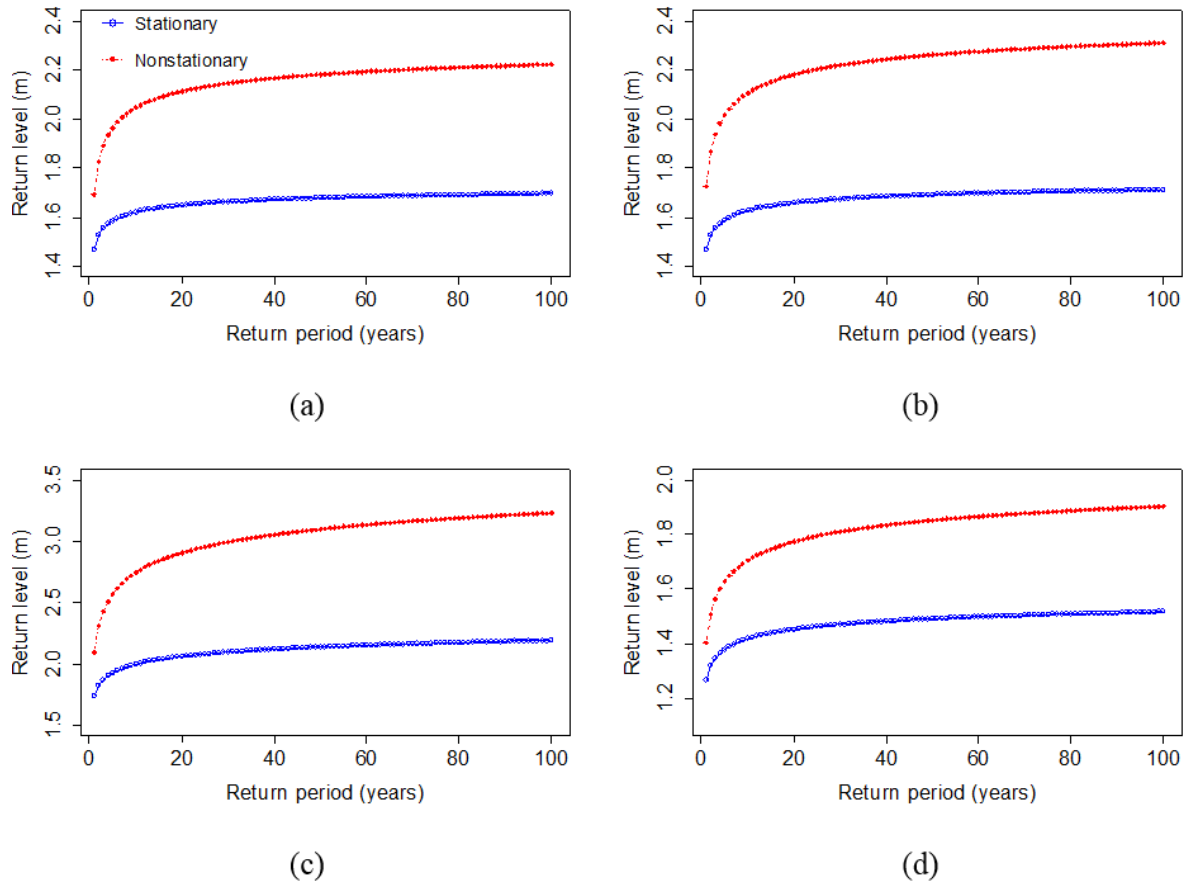 Stationary
Nonstationary
Return level (m)
1.4 1.6 1.8 2.0 2.2 2.4
0 20 40 60 80 100
Return period (years)
(a)
Return level (m)
1.4 1.6 1.8 2.0 2.2 2.4
0 20 40 60 80 100
Return period (years)
(b)
Return level (m)
1.5 2.0 2.5 3.0 3.5
0 20 40 60 80 100
Return period (years)
(c)
Return level (m)
1.2 1.4 1.6 1.8 2.0
0 20 40 60 80 100
Return period (years)
(d)